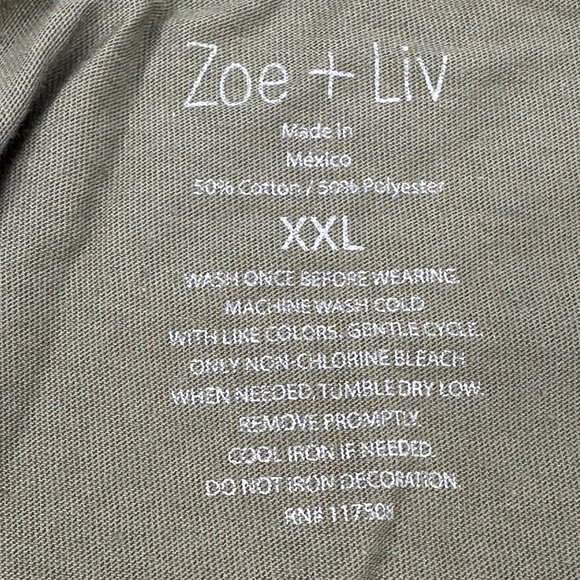 Zoe + Liv
Made in
México
50% Cotton / 50% Polyester
XXL
WASH ONCE BEFORE WEARING.
MACHINE WASH COLD
WITH LIKE COLORS. GENTLE CYCLE.
ONLY NON-CHLORINE BLEACH
WHEN NEEDED. TUMBLE DRY LOW.
REMOVE PROMPTLY.
COOL IRON IF NEEDED.
DO NOT IRON DECORATION.
RN#